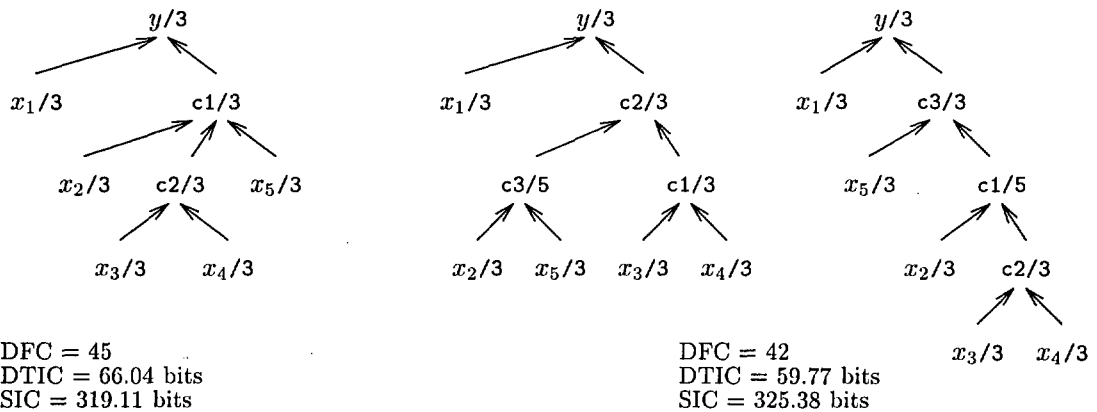 y/3
y/3
y/3
x₁/3 c1/3
x₁/3 c2/3
x₁/3 c3/3
x₂/3 c2/3 x₅/3
c3/5 c1/3
x₅/3 c1/5
x₃/3 x₄/3
x₂/3 x₅/3 x₃/3 x₄/3
x₂/3 c2/3
x₃/3 x₄/3
DFC = 45
DTIC = 66.04 bits
SIC = 319.11 bits
DFC = 42
DTIC = 59.77 bits
SIC = 325.38 bits